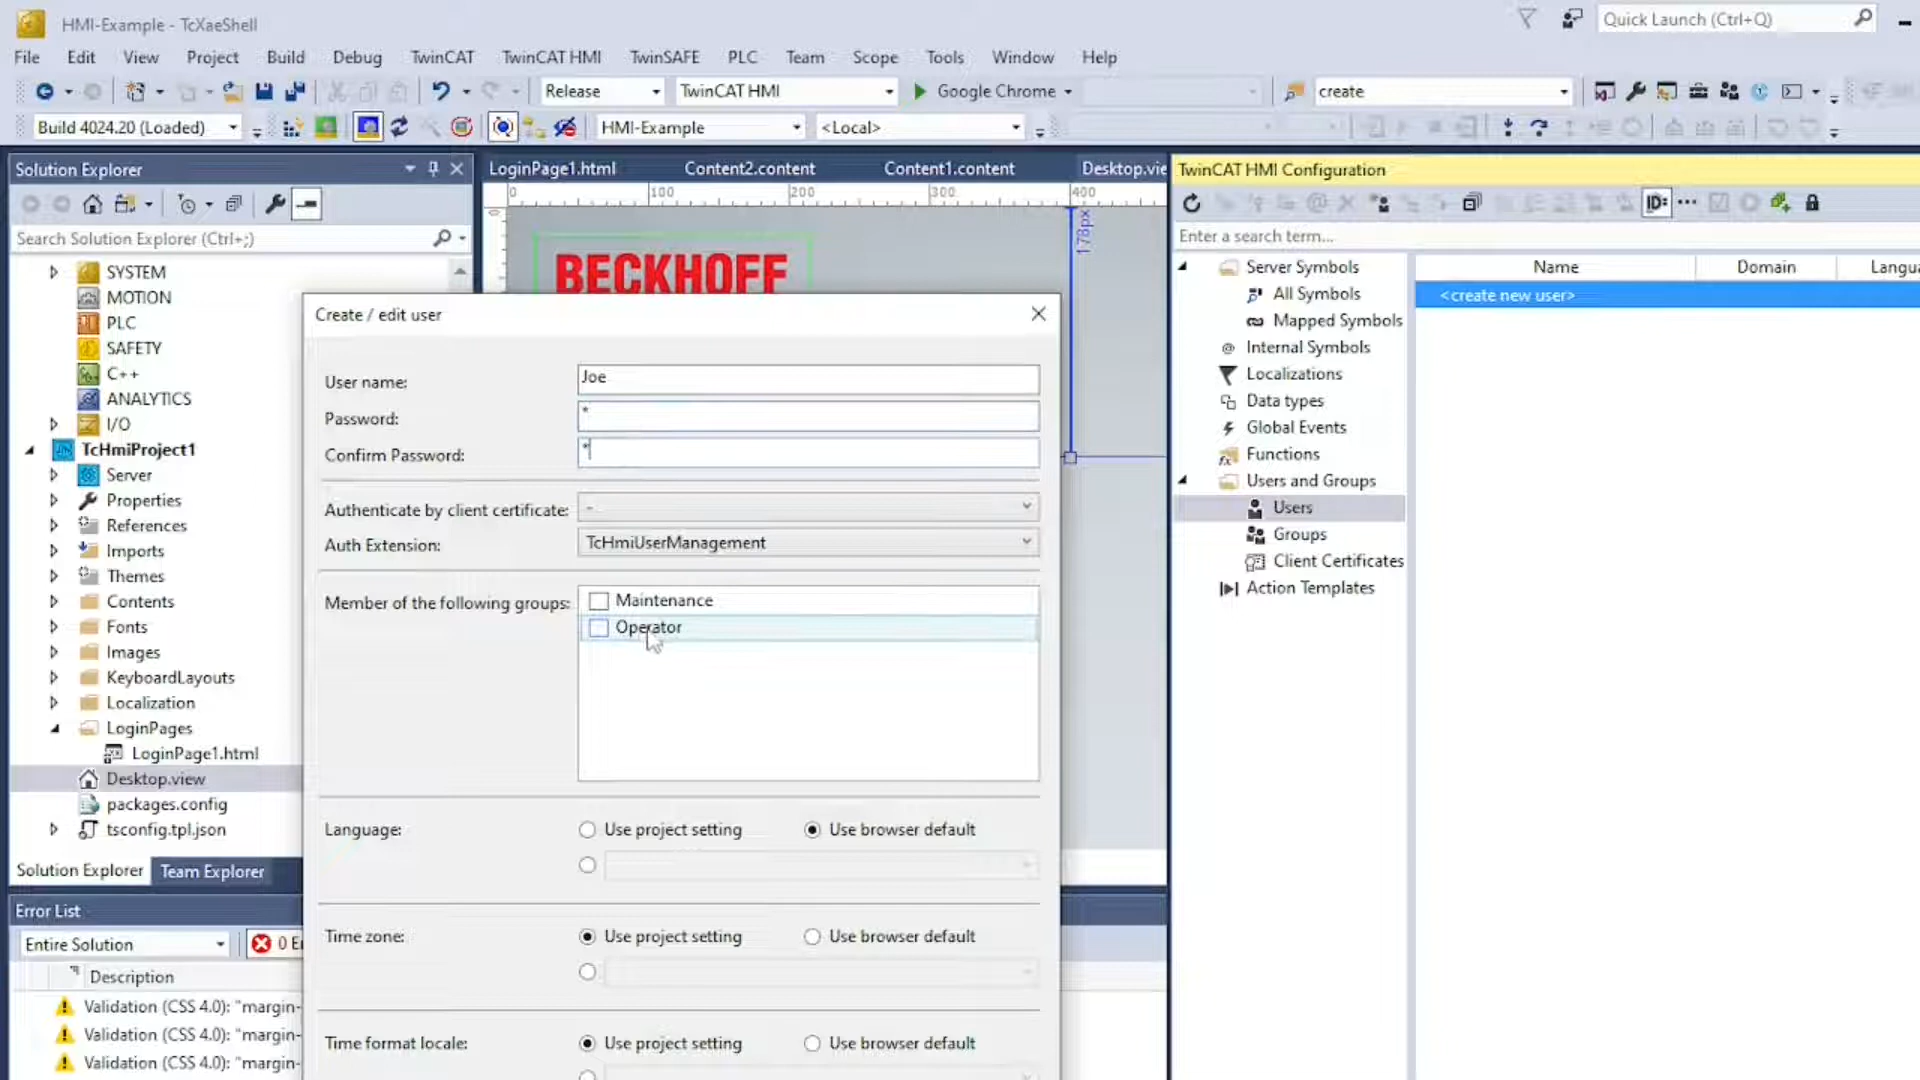 HMI-Example - TcXaeShell
Quick Launch (Ctrl+Q)
File Edit View Project Build Debug TwinCAT TwinCAT HMI TwinSAFE PLC Team Scope Tools Window Help
Release TwinCAT HMI Google Chrome create
Build 4024.20 (Loaded) HMI-Example <Local>
Solution Explorer
Search Solution Explorer (Ctrl+;)
SYSTEM
MOTION
PLC
SAFETY
C++
ANALYTICS
I/O
TcHmiProject1
Server
Properties
References
Imports
Themes
Contents
Fonts
Images
KeyboardLayouts
Localization
LoginPages
LoginPage1.html
Desktop.view
packages.config
tsconfig.tpl.json
Solution Explorer Team Explorer
Error List
Entire Solution
0
Description
Validation (CSS 4.0): "margin-
Validation (CSS 4.0): "margin-
Validation (CSS 4.0): "margin-
LoginPage1.html Content2.content Content1.content Desktop.vie
0 100 200 300 400
178px
BECKHOFF
Create / edit user
User name: Joe
Password: *
Confirm Password: *
Authenticate by client certificate: -
Auth Extension: TcHmiUserManagement
Member of the following groups: Maintenance
Operator
Language: Use project setting Use browser default
Time zone: Use project setting Use browser default
Time format locale: Use project setting Use browser default
TwinCAT HMI Configuration
ID:
Enter a search term...
Server Symbols
All Symbols
Mapped Symbols
Internal Symbols
Localizations
Data types
Global Events
Functions
Users and Groups
Users
Groups
Client Certificates
Action Templates
Name Domain Langu
<create new user>